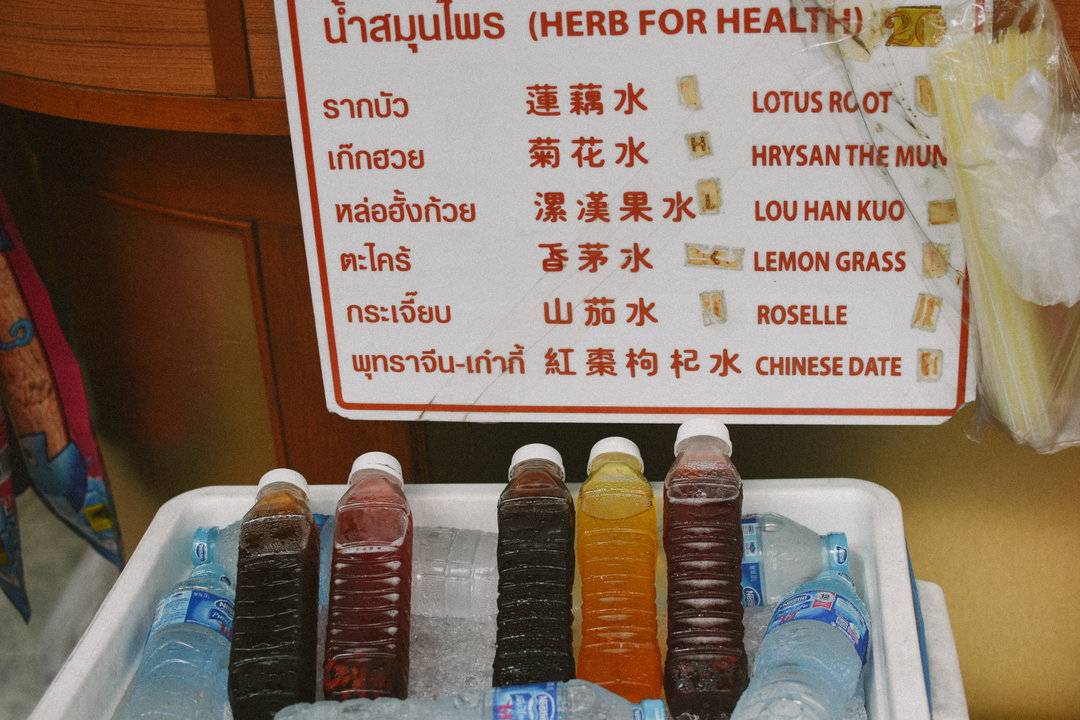 น้ำสมุนไพร (HERB FOR HEALTH) 20
รากบัว 蓮藕水 LOTUS ROOT
เก๊กฮวย 菊花水 H HRYSAN THE MUN
หล่อฮั้งก้วย 漯漢果水 L LOU HAN KUO
ตะไคร้ 香茅水 LEMON GRASS
กระเจี๊ยบ 山茄水 ROSELLE
พุทราจีน-เก๋ากี้ 紅棗枸杞水 CHINESE DATE
Nestlé
Nestlé